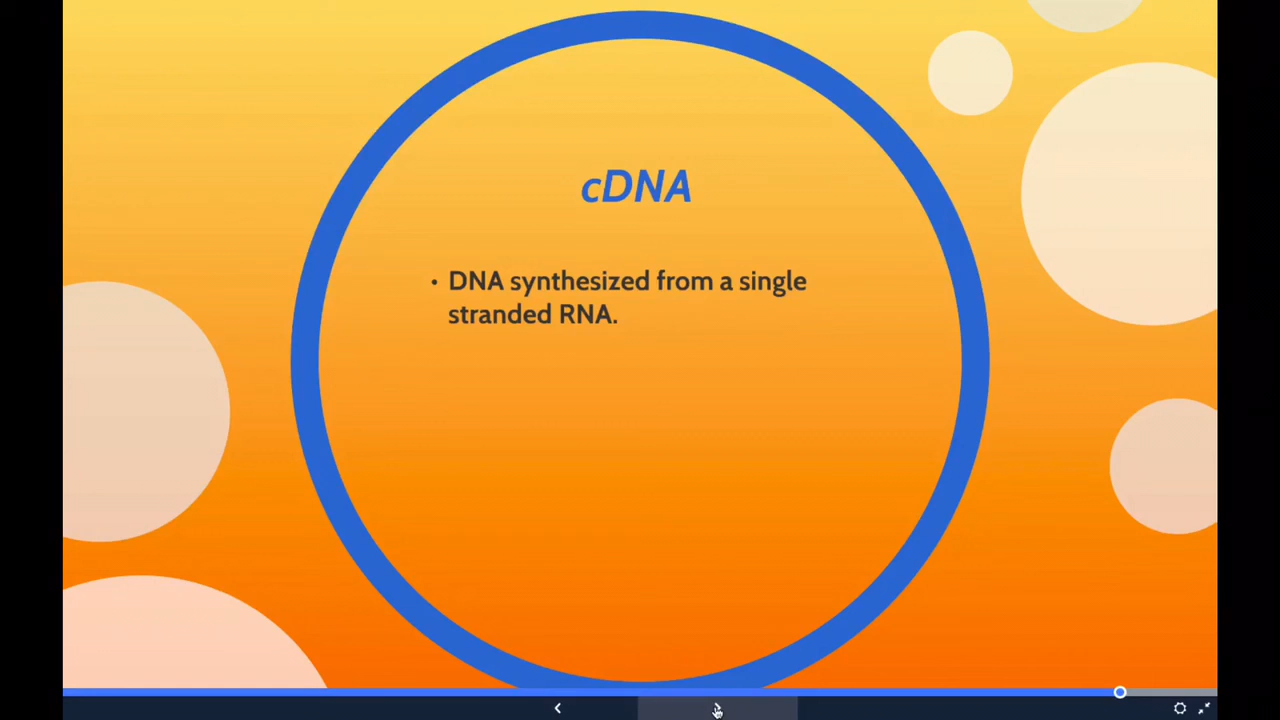 cDNA
• DNA synthesized from a single
stranded RNA.